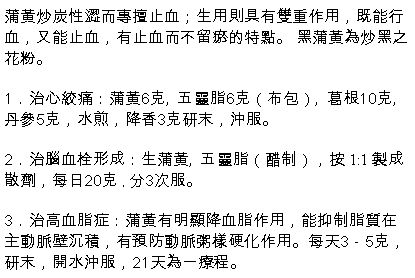 蒲黃炒炭性澀而專擅止血；生用則具有雙重作用，既能行
血，又能止血，有止血而不留瘀的特點。 黑蒲黃為炒黑之
花粉。
1．治心絞痛：蒲黃6克, 五靈脂6克（布包），葛根10克,
丹參5克，水煎，降香3克研末，沖服。
2．治腦血栓形成：生蒲黃, 五靈脂（醋制），按 1:1 製成
散劑，每日20克 , 分3次服。
3．治高血脂症：蒲黃有明顯降血脂作用，能抑制脂質在
主動脈壁沉積，有預防動脈粥樣硬化作用。每天3﹣5克，
研末，開水沖服，21天為一療程。